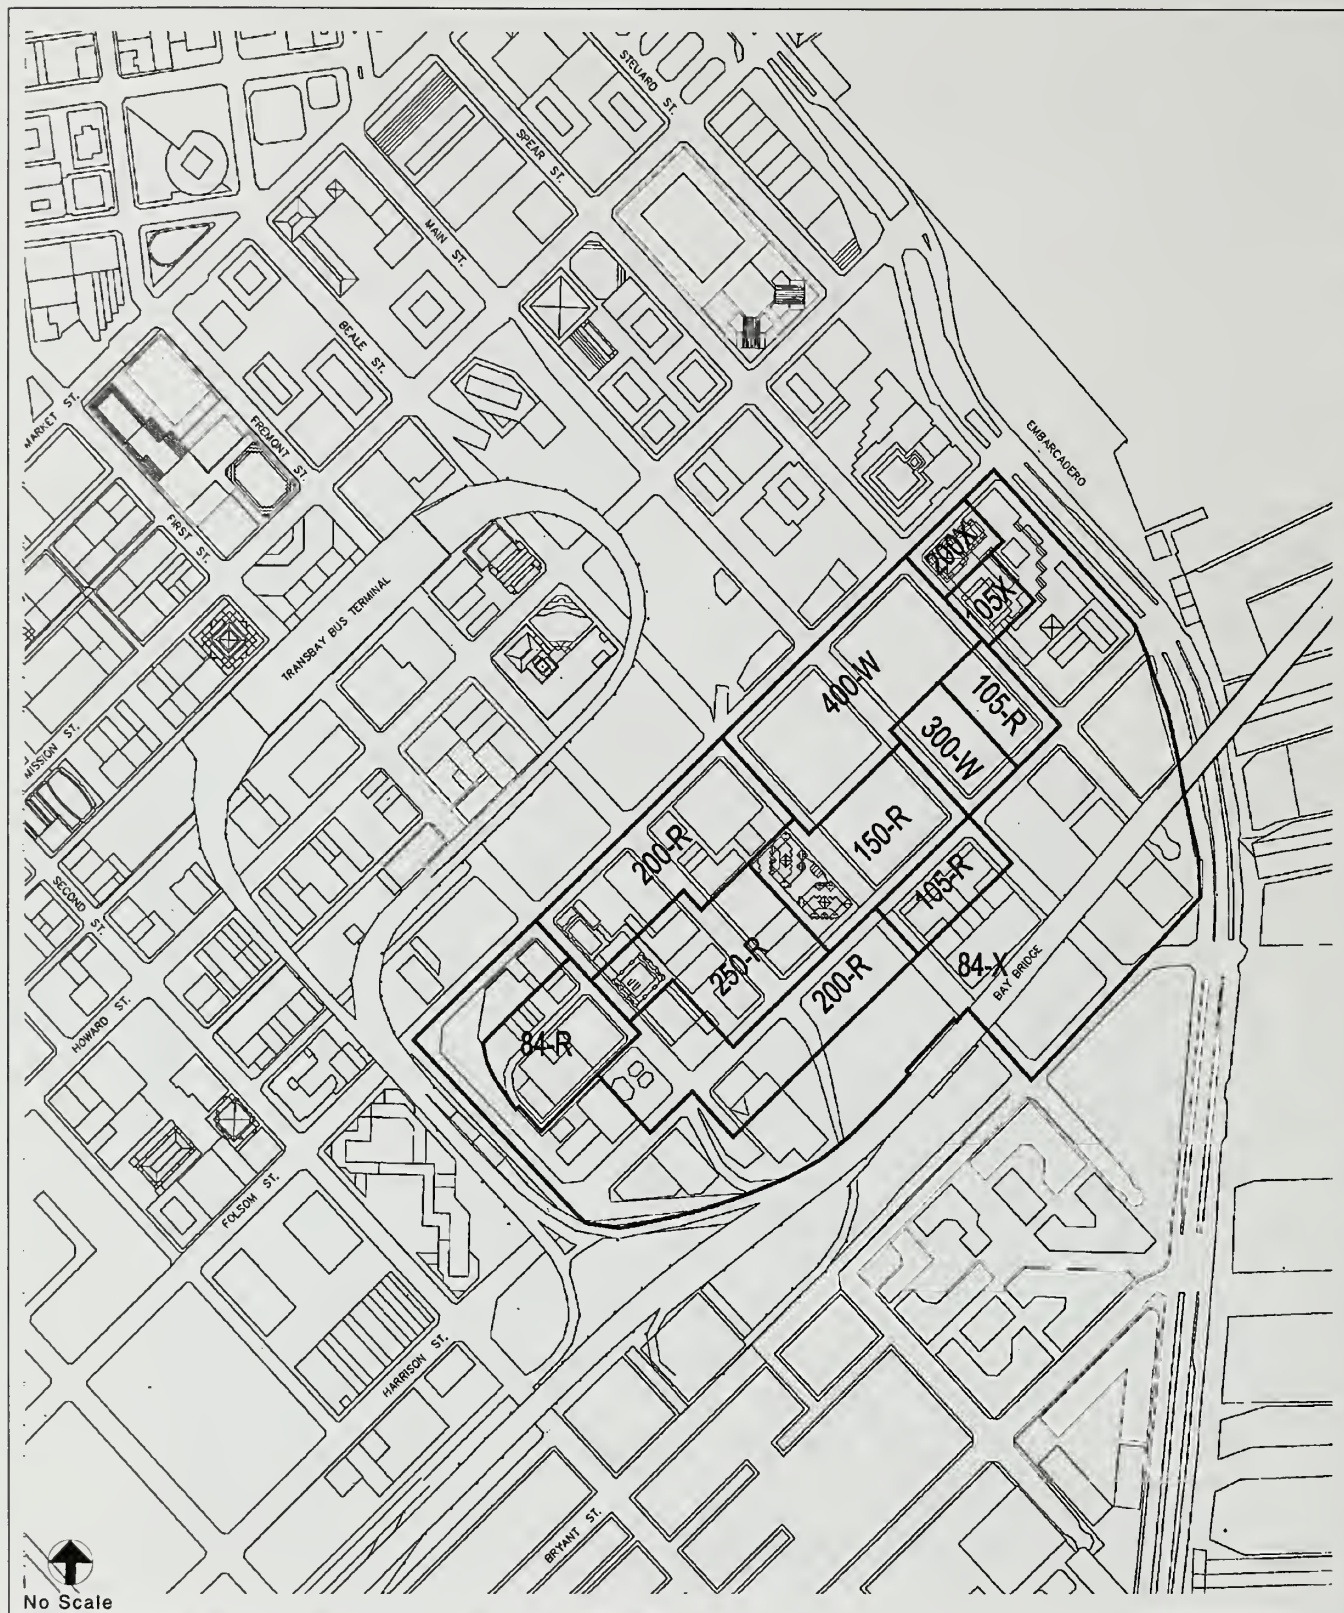 STEUARD ST.
SPEAR ST.
MAIN ST.
BEALE ST.
MARKET ST.
FREMONT ST.
FIRST ST.
EMBARCADERO
TRANSBAY BUS TERMINAL
200X
105X
400-W
105-R
300-W
MISSION ST.
200-R
150-R
SECOND ST.
105-R
250-R
200-R
84-X
BAY BRIDGE
HOWARD ST.
84-R
FOLSOM ST.
HARRISON ST.
BRYANT ST.
No Scale